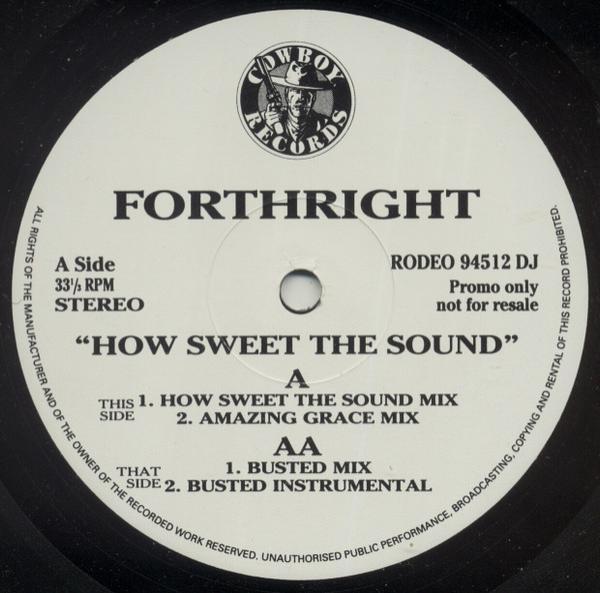 COWBOY
RECORDS
FORTHRIGHT
A Side
33⅓ RPM
STEREO
RODEO 94512 DJ
Promo only
not for resale
“HOW SWEET THE SOUND”
A
THIS SIDE
1. HOW SWEET THE SOUND MIX
2. AMAZING GRACE MIX
AA
THAT SIDE
1. BUSTED MIX
2. BUSTED INSTRUMENTAL
ALL RIGHTS OF THE MANUFACTURER AND OF THE OWNER OF THE RECORDED WORK RESERVED. UNAUTHORISED PUBLIC PERFORMANCE, BROADCASTING, COPYING AND RENTAL OF THIS RECORD PROHIBITED.